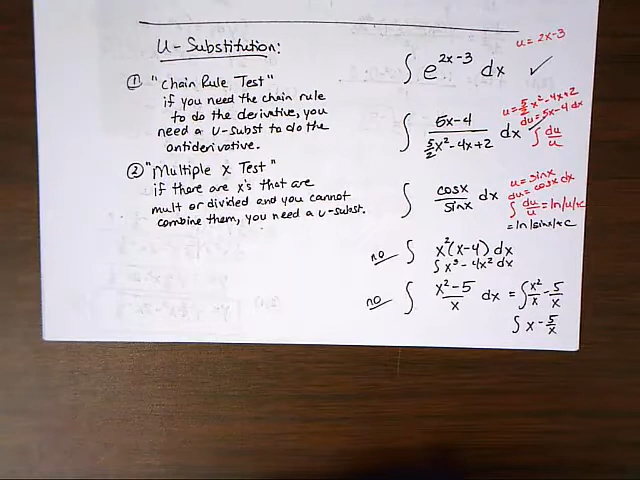 U-Substitution:
① "Chain Rule Test"
if you need the chain rule
to do the derivative, you
need a U-subst to do the
antiderivative.
② "Multiple x Test"
if there are x's that are
mult or divided and you cannot
combine them, you need a u-subst.
u = 2x-3
∫ e^{2x-3} dx ✓
u = 5/2 x² - 4x + 2
du = 5x - 4 dx
∫ (5x-4)/(5/2 x² - 4x + 2) dx ✓ ∫ du/u
u = sinx
du = cosx dx
∫ cosx/sinx dx ∫ du/u = ln|u|+c
= ln|sinx|+c
no ∫ x²(x-4) dx
∫ x³ - 4x² dx
no ∫ (x²-5)/x dx = ∫ x²/x - 5/x
∫ x - 5/x